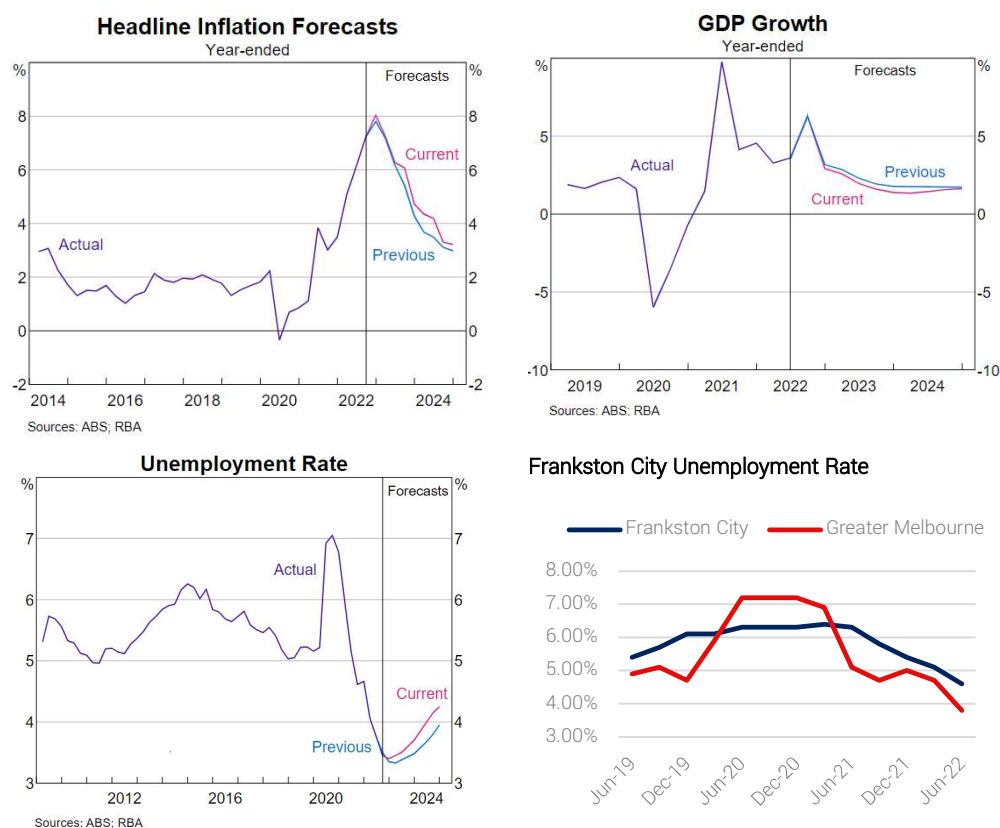 Headline Inflation Forecasts
Year-ended
% Forecasts %
8 8
Current
6 6
4 4
Actual
Previous
2 2
0 0
-2 -2
2014 2016 2018 2020 2022 2024
Sources: ABS; RBA
GDP Growth
Year-ended
% Forecasts %
5 5
Actual
Previous
Current
0 0
-5 -5
-10 -10
2019 2020 2021 2022 2023 2024
Sources: ABS: RBA
Unemployment Rate
% Forecasts %
7 7
Actual
6 6
5 5
Current
4 4
Previous
3 3
2012 2016 2020 2024
Sources: ABS; RBA
Frankston City Unemployment Rate
Frankston City Greater Melbourne
8.00%
7.00%
6.00%
5.00%
4.00%
3.00%
Jun-19 Dec-19 Jun-20 Dec-20 Jun-21 Dec-21 Jun-22